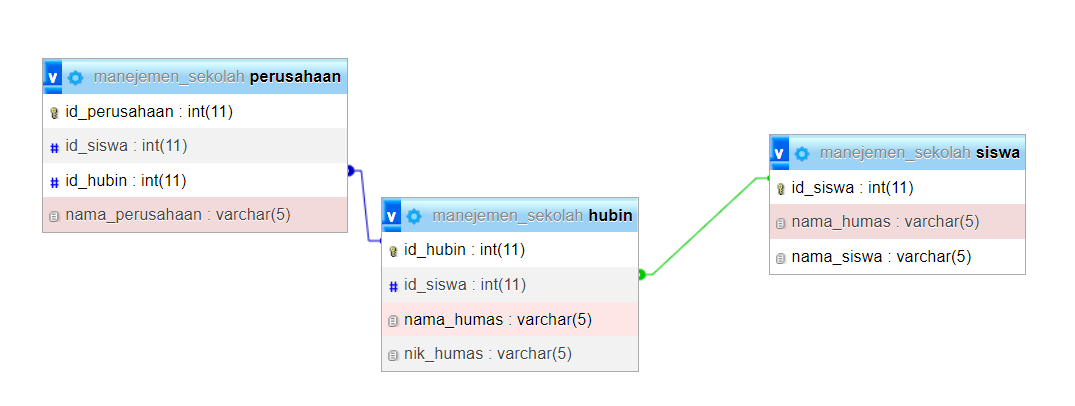 v manejemen_sekolah perusahaan
id_perusahaan : int(11)
# id_siswa : int(11)
# id_hubin : int(11)
nama_perusahaan : varchar(5)
v manejemen_sekolah hubin
id_hubin : int(11)
# id_siswa : int(11)
nama_humas : varchar(5)
nik_humas : varchar(5)
v manejemen_sekolah siswa
id_siswa : int(11)
nama_humas : varchar(5)
nama_siswa : varchar(5)